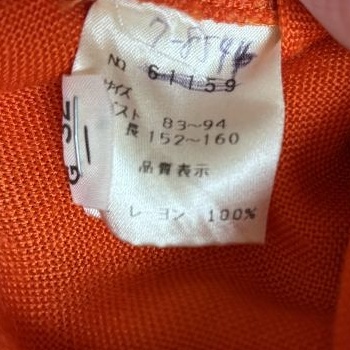 7-8544
No 61159
サイズ
バスト 83~94
身長 152~160
品質表示
レーヨン 100%